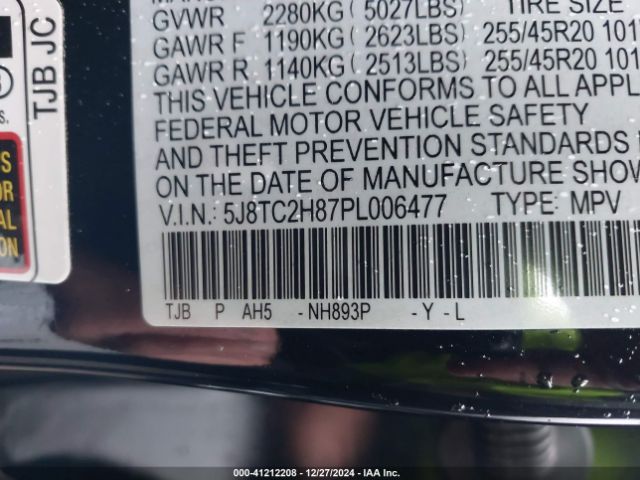 GVWR 2280KG ( 5027LBS) TIRE SIZE
GAWR F 1190KG ( 2623LBS) 255/45R20 101
GAWR R 1140KG ( 2513LBS) 255/45R20 101
THIS VEHICLE CONFORMS TO ALL APPL
FEDERAL MOTOR VEHICLE SAFETY
AND THEFT PREVENTION STANDARDS
ON THE DATE OF MANUFACTURE SHOW
V.I.N.: 5J8TC2H87PL006477 TYPE: MPV
TJB P AH5 -NH893P -Y-L
TJB JC
000-41212208 • 12/27/2024 • IAA Inc.